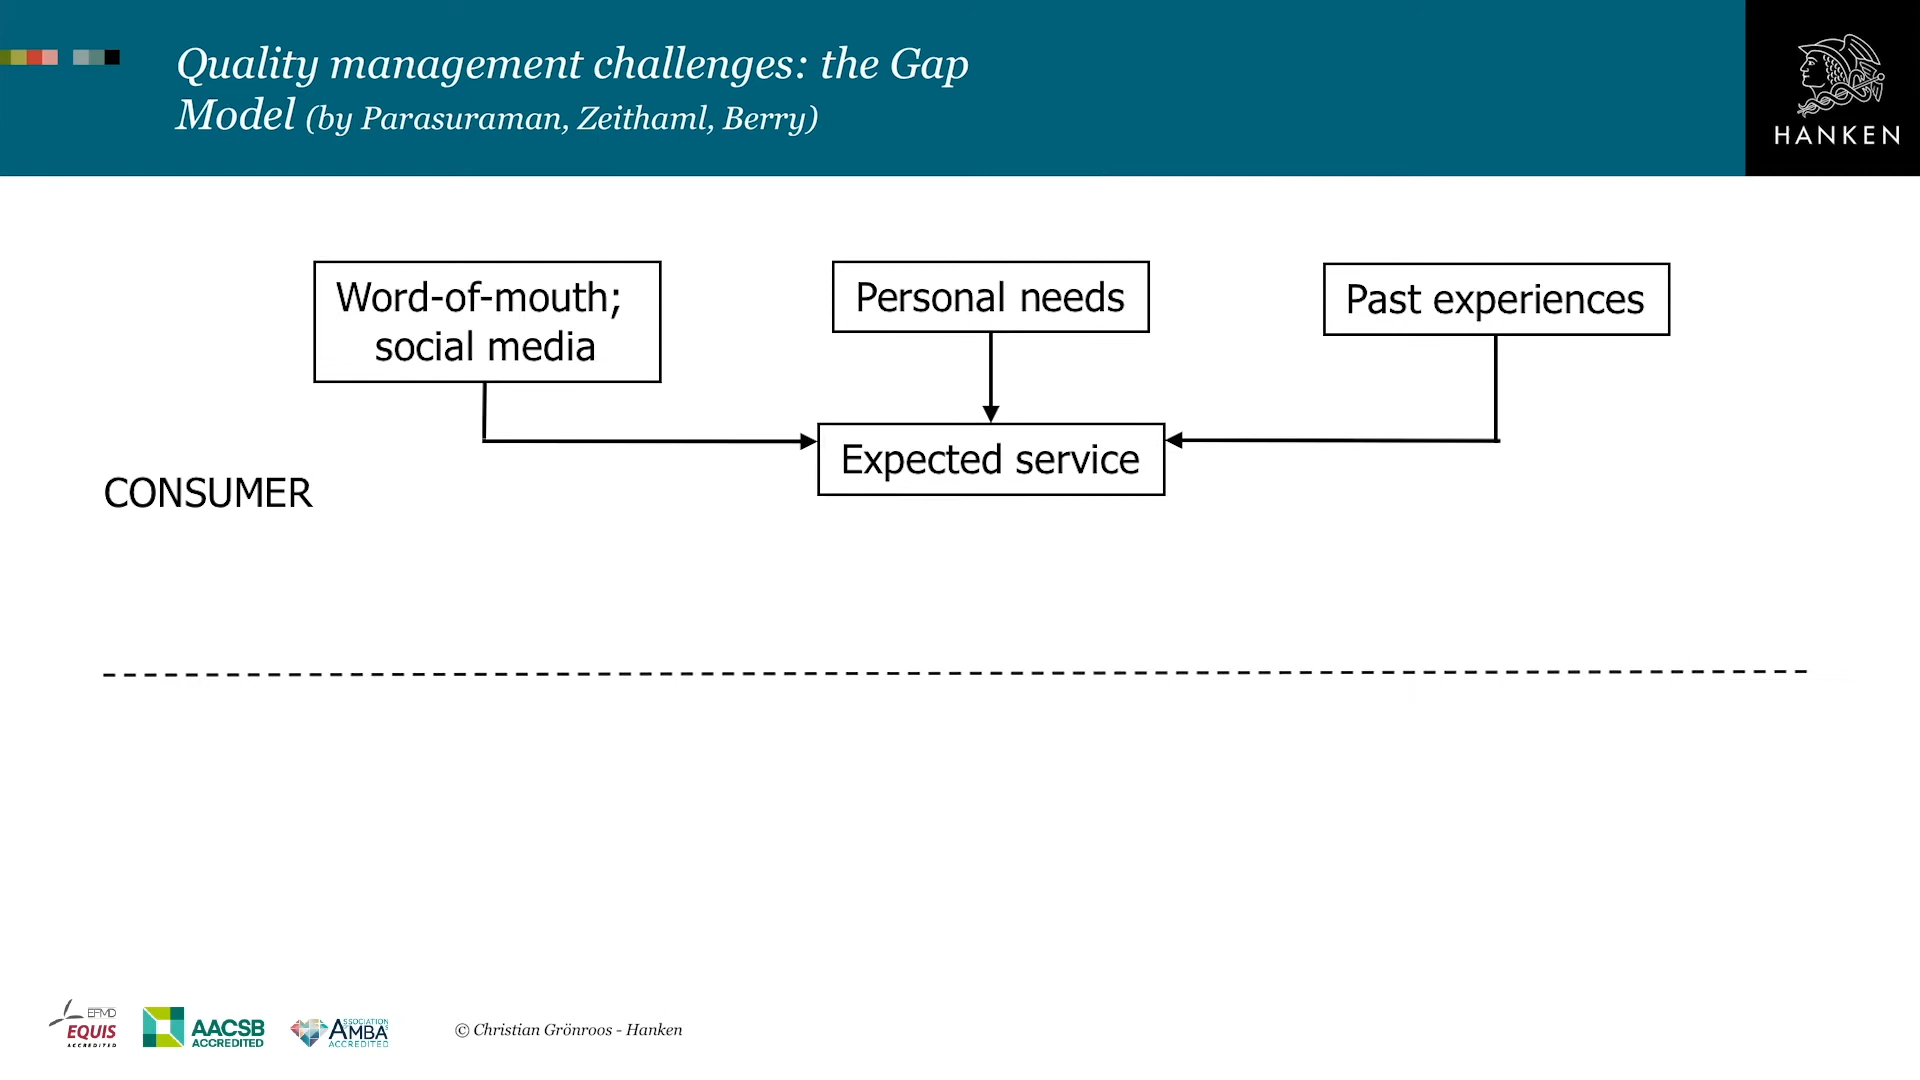 Quality management challenges: the Gap
Model (by Parasuraman, Zeithaml, Berry)
HANKEN
Word-of-mouth;
social media
Personal needs
Past experiences
Expected service
CONSUMER
EFMD
EQUIS
ACCREDITED
AACSB
ACCREDITED
ASSOCIATION
AMBA
ACCREDITED
© Christian Grönroos - Hanken